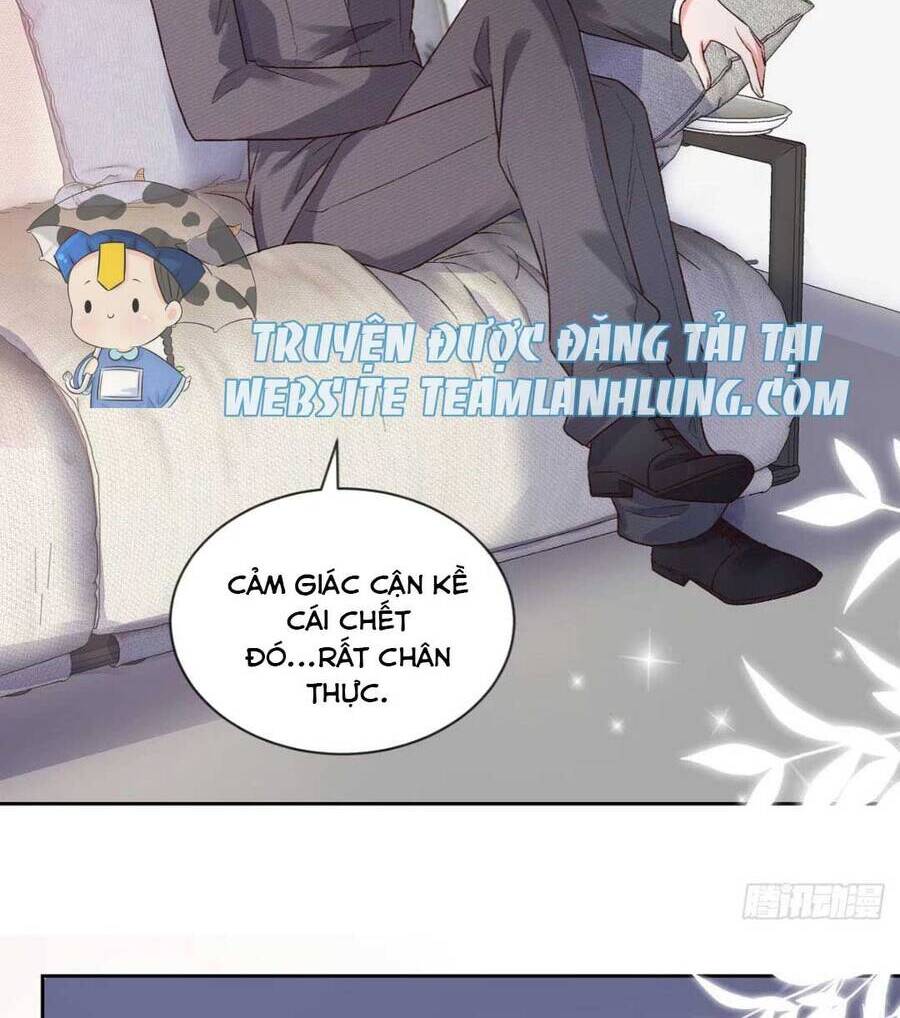 TRUYỆN ĐƯỢC ĐĂNG TẢI TẠI
WEBSITE TEAMLANHLUNG.COM
CẢM GIÁC CẬN KỀ
CÁI CHẾT
ĐÓ...RẤT CHÂN
THỰC.
腾讯动漫